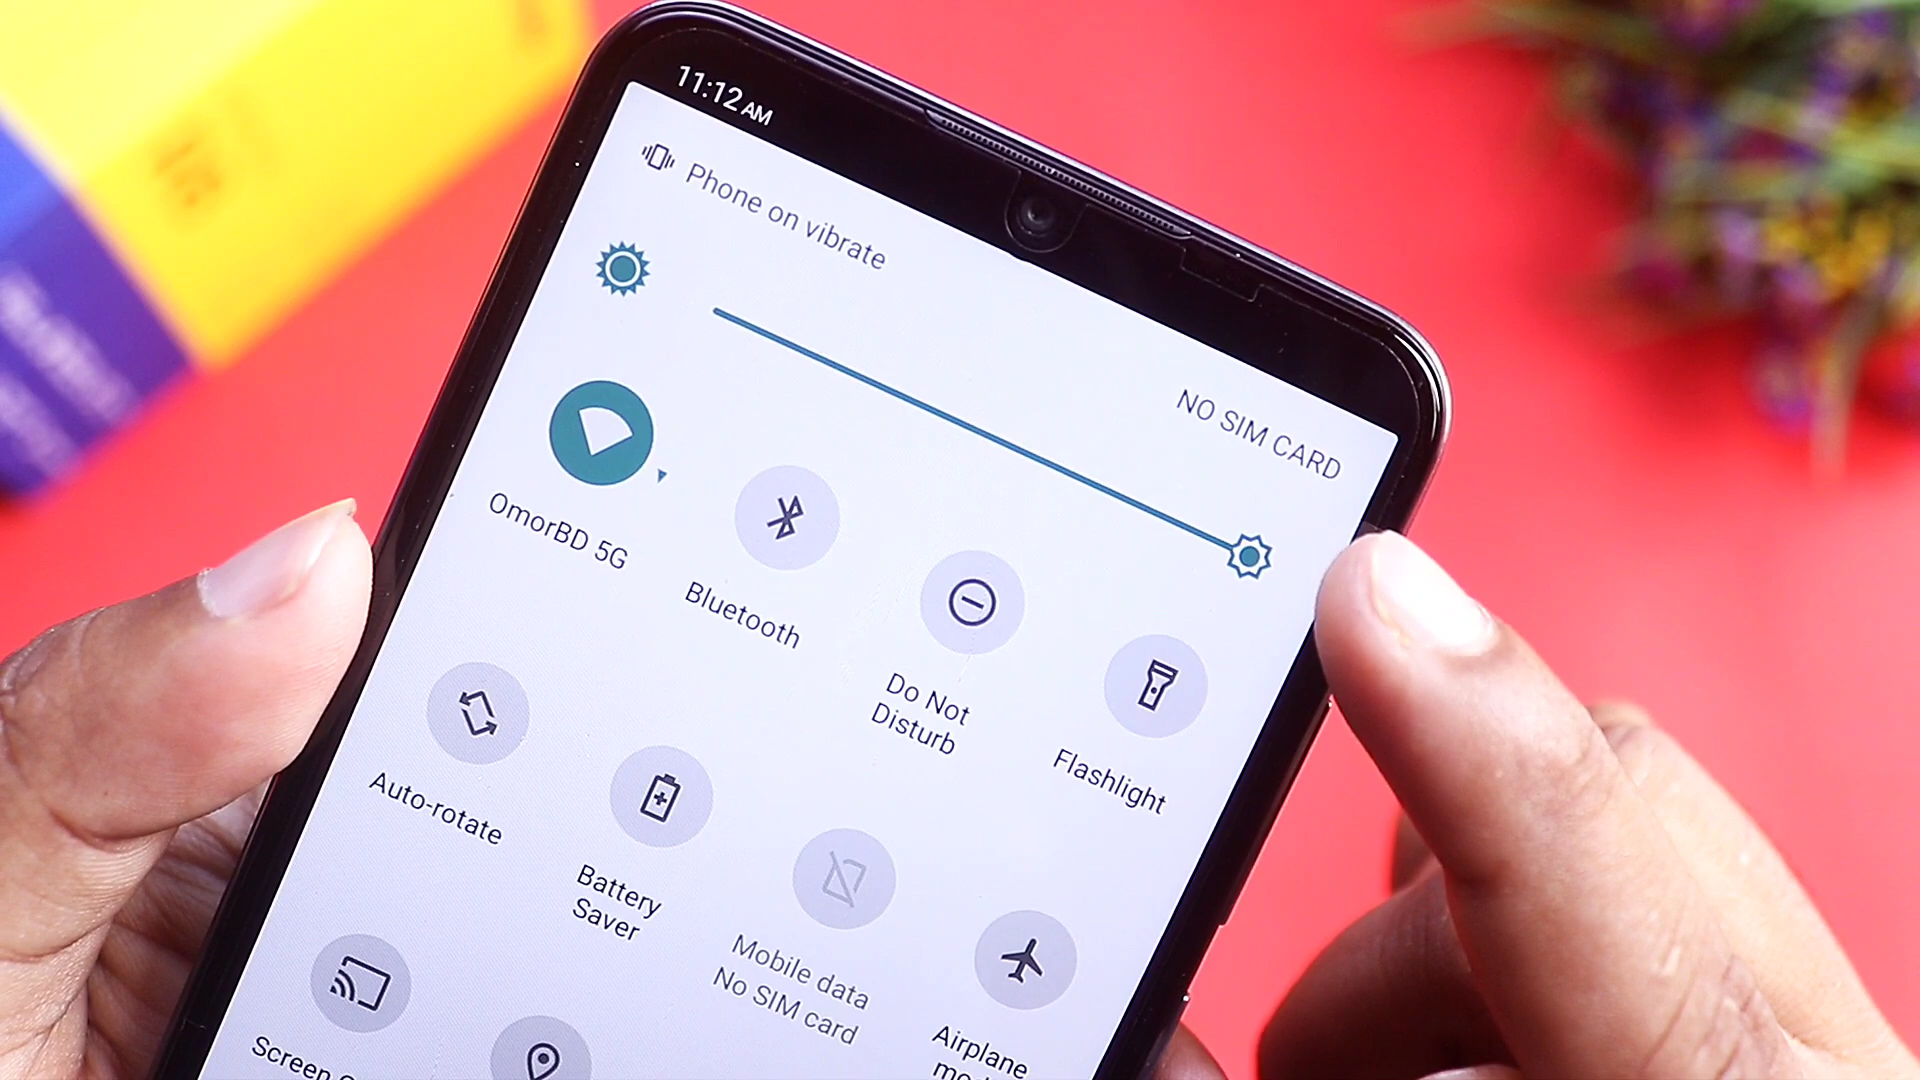 11:12 AM
Phone on vibrate
NO SIM CARD
OmorBD 5G
Bluetooth
Do Not
Disturb
Flashlight
Auto-rotate
Battery
Saver
Mobile data
No SIM card
Airplane
Screen